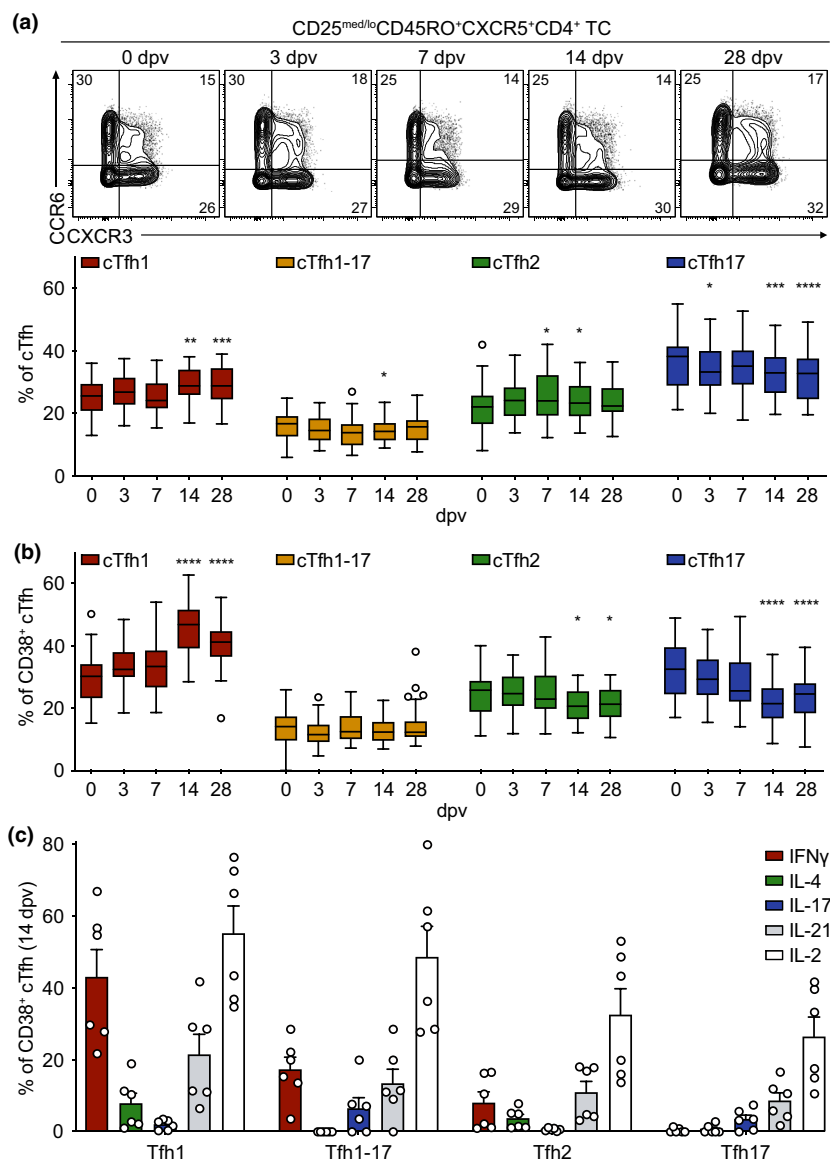 (a)
CD25med/loCD45RO+CXCR5+CD4+ TC
0 dpv 3 dpv 7 dpv 14 dpv 28 dpv
30 15 30 18 25 14 25 14 25 17
26 27 29 30 32
CCR6
CCXCR3
cTfh1 cTfh1-17 cTfh2 cTfh17
* *** ****
** *** * * *
% of cTfh
60
40
20
0
0 3 7 14 28 0 3 7 14 28 0 3 7 14 28 0 3 7 14 28
dpv
(b)
cTfh1 cTfh1-17 cTfh2 cTfh17
**** **** * * **** ****
% of CD38+ cTfh
60
40
20
0
0 3 7 14 28 0 3 7 14 28 0 3 7 14 28 0 3 7 14 28
dpv
(c)
% of CD38+ cTfh (14 dpv)
80
60
40
20
0
IFNγ
IL-4
IL-17
IL-21
IL-2
Tfh1 Tfh1-17 Tfh2 Tfh17